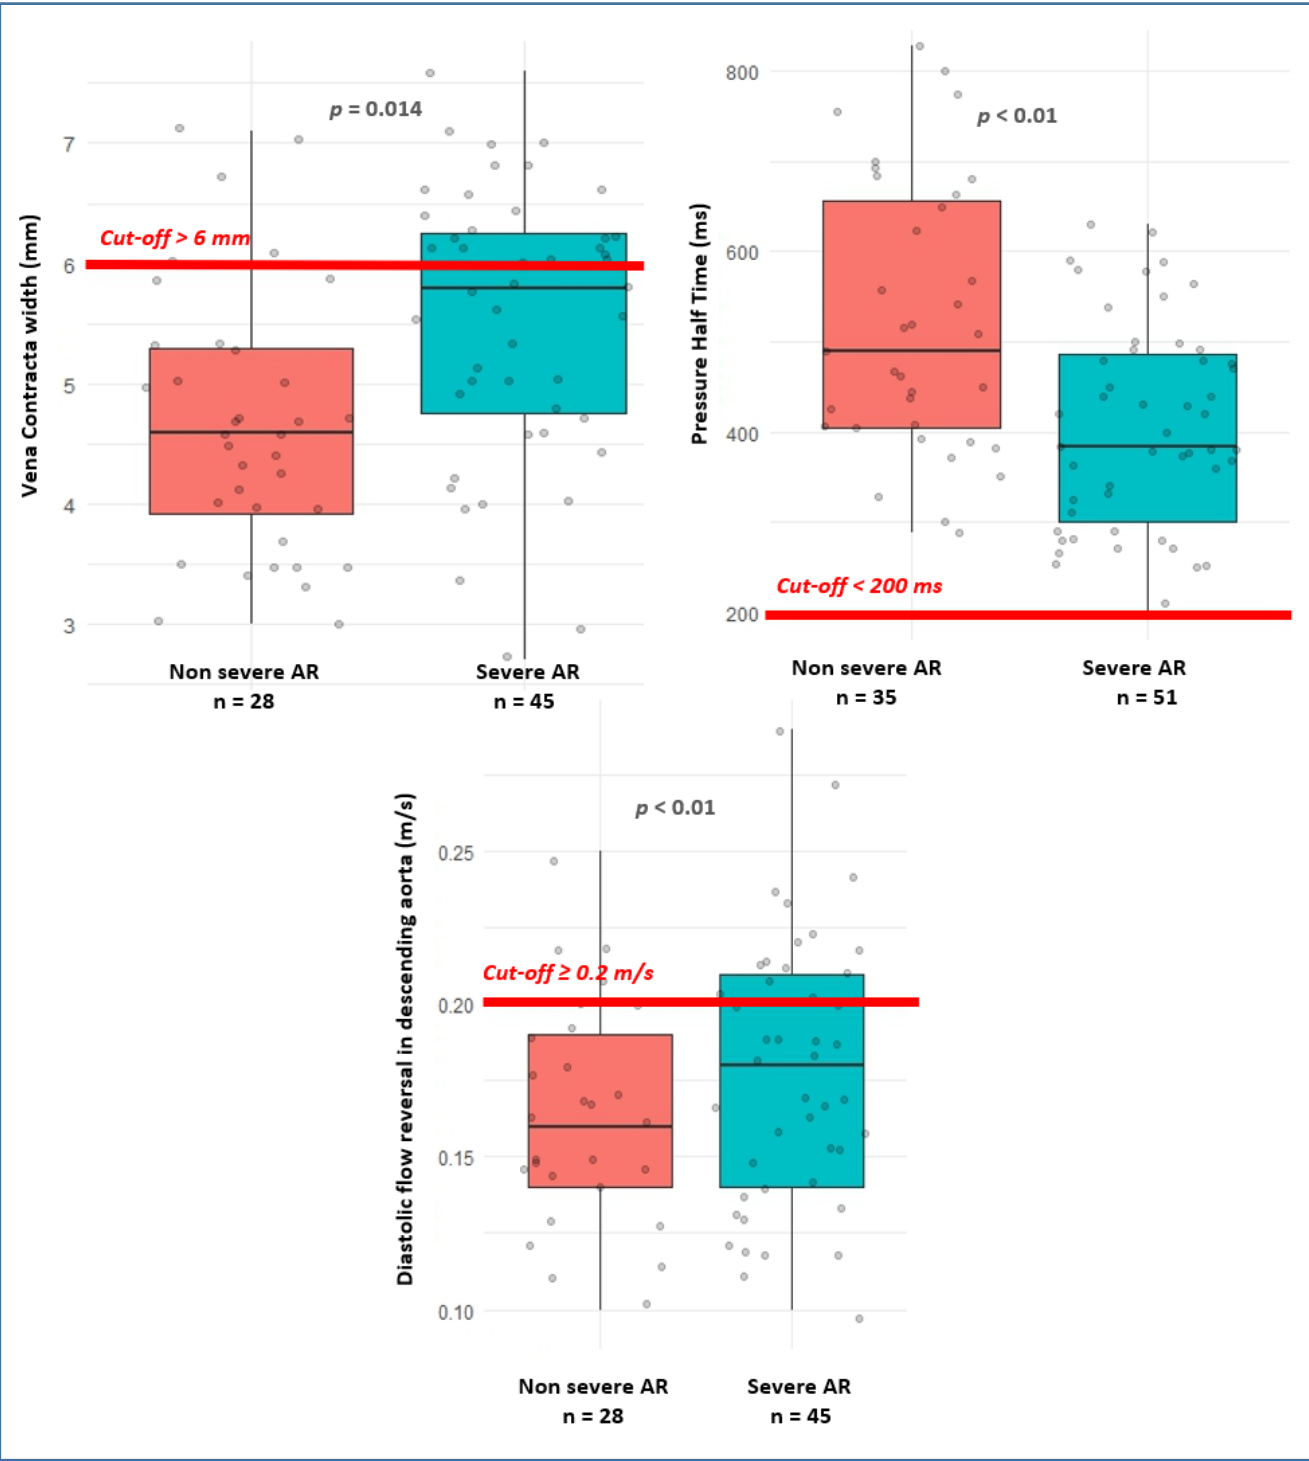 p = 0.014
Vena Contracta width (mm)
7
6
5
4
3
Cut-off > 6 mm
Non severe AR
n = 28
Severe AR
n = 45
p < 0.01
Pressure Half Time (ms)
800
600
400
200
Cut-off < 200 ms
Non severe AR
n = 35
Severe AR
n = 51
p < 0.01
Diastolic flow reversal in descending aorta (m/s)
0.25
0.20
0.15
0.10
Cut-off ≥ 0.2 m/s
Non severe AR
n = 28
Severe AR
n = 45